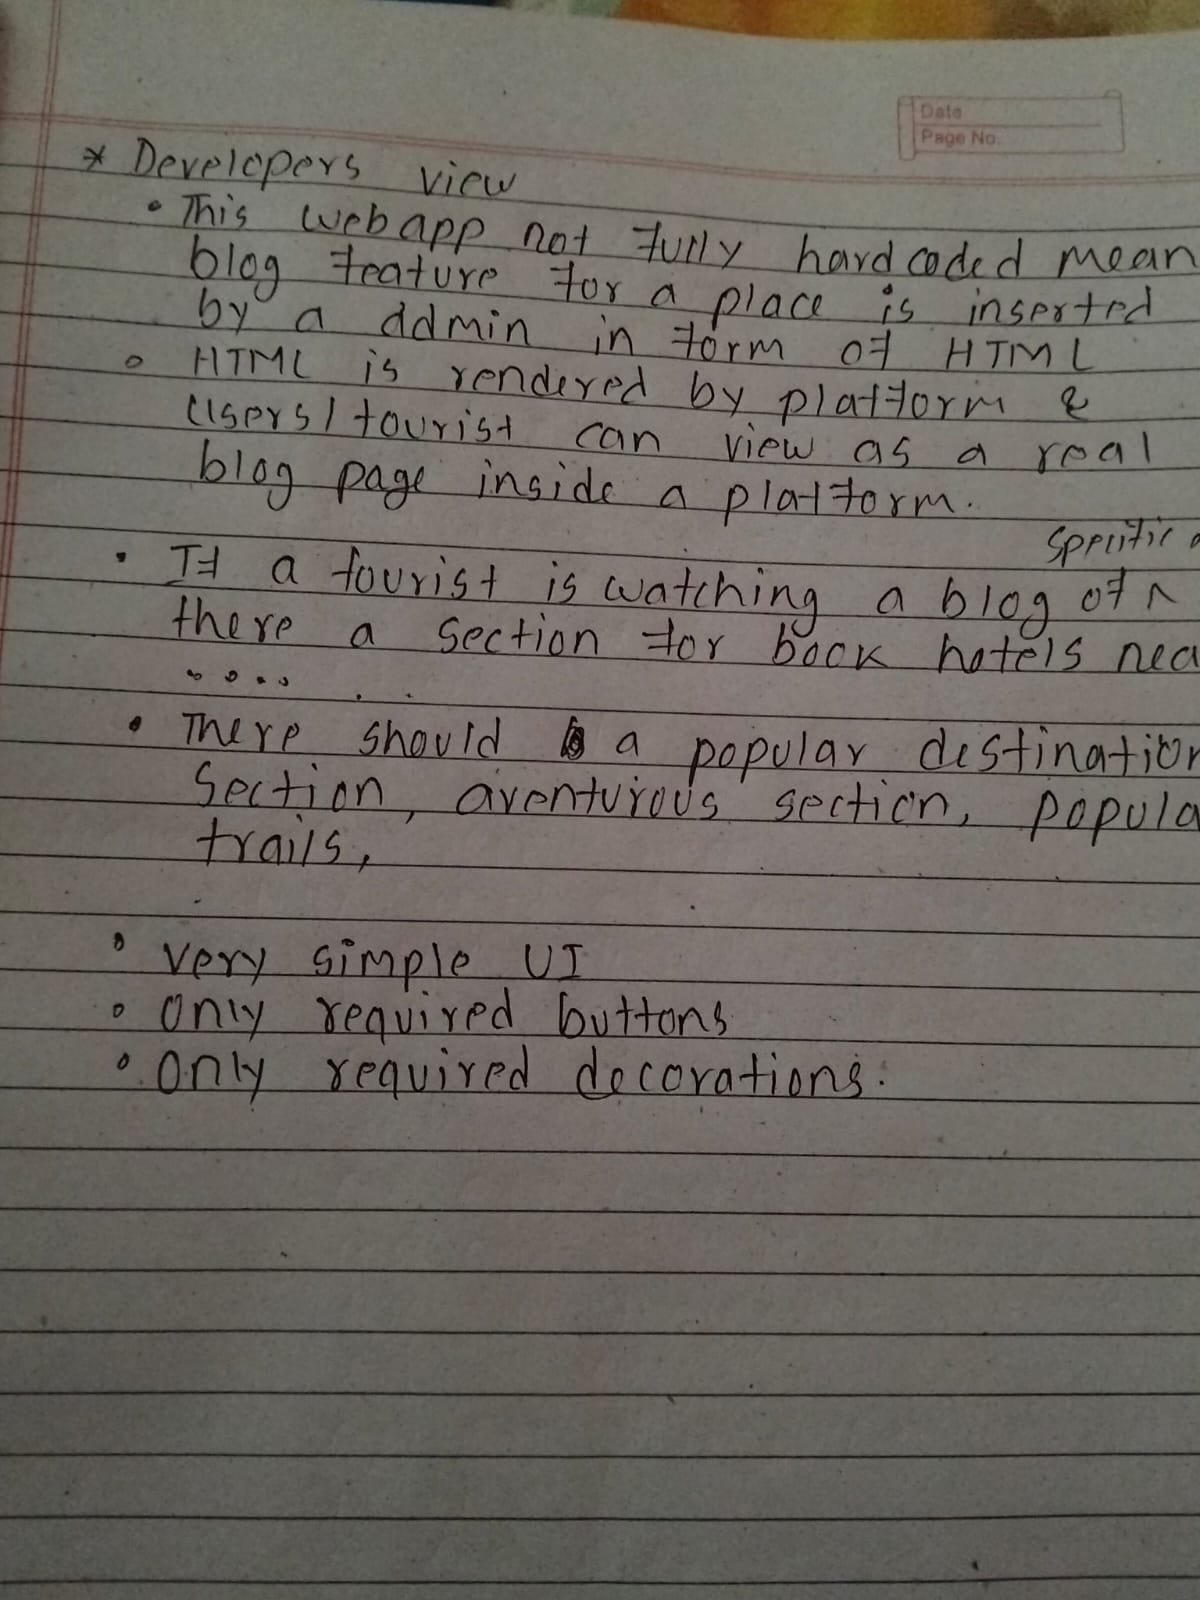 Date
Page No.
* Developers view
• This web app not fully hard coded mean
blog feature for a place is inserted
by a admin in form of HTML
• HTML is rendered by platform &
Users/tourist can view as a real
blog page inside a platform.
specific
• If a tourist is watching a blog of ^
there a section for book hotels nea
.... . .
• There should a popular destination
section, aventurous section, popula
trails,
• very simple UI
• only required buttons
• only required decorations.